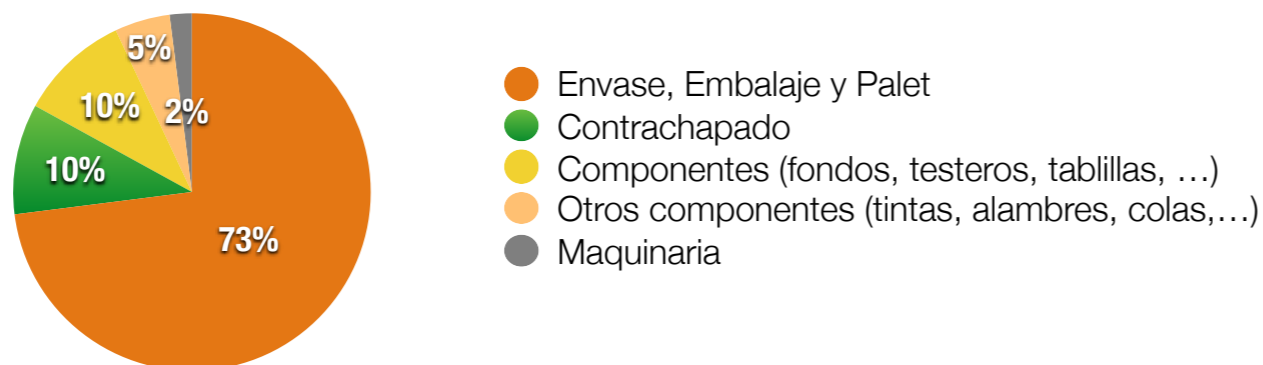 5%
10%
2%
10%
73%
Envase, Embalaje y Palet
Contrachapado
Componentes (fondos, testeros, tablillas, …)
Otros componentes (tintas, alambres, colas,…)
Maquinaria